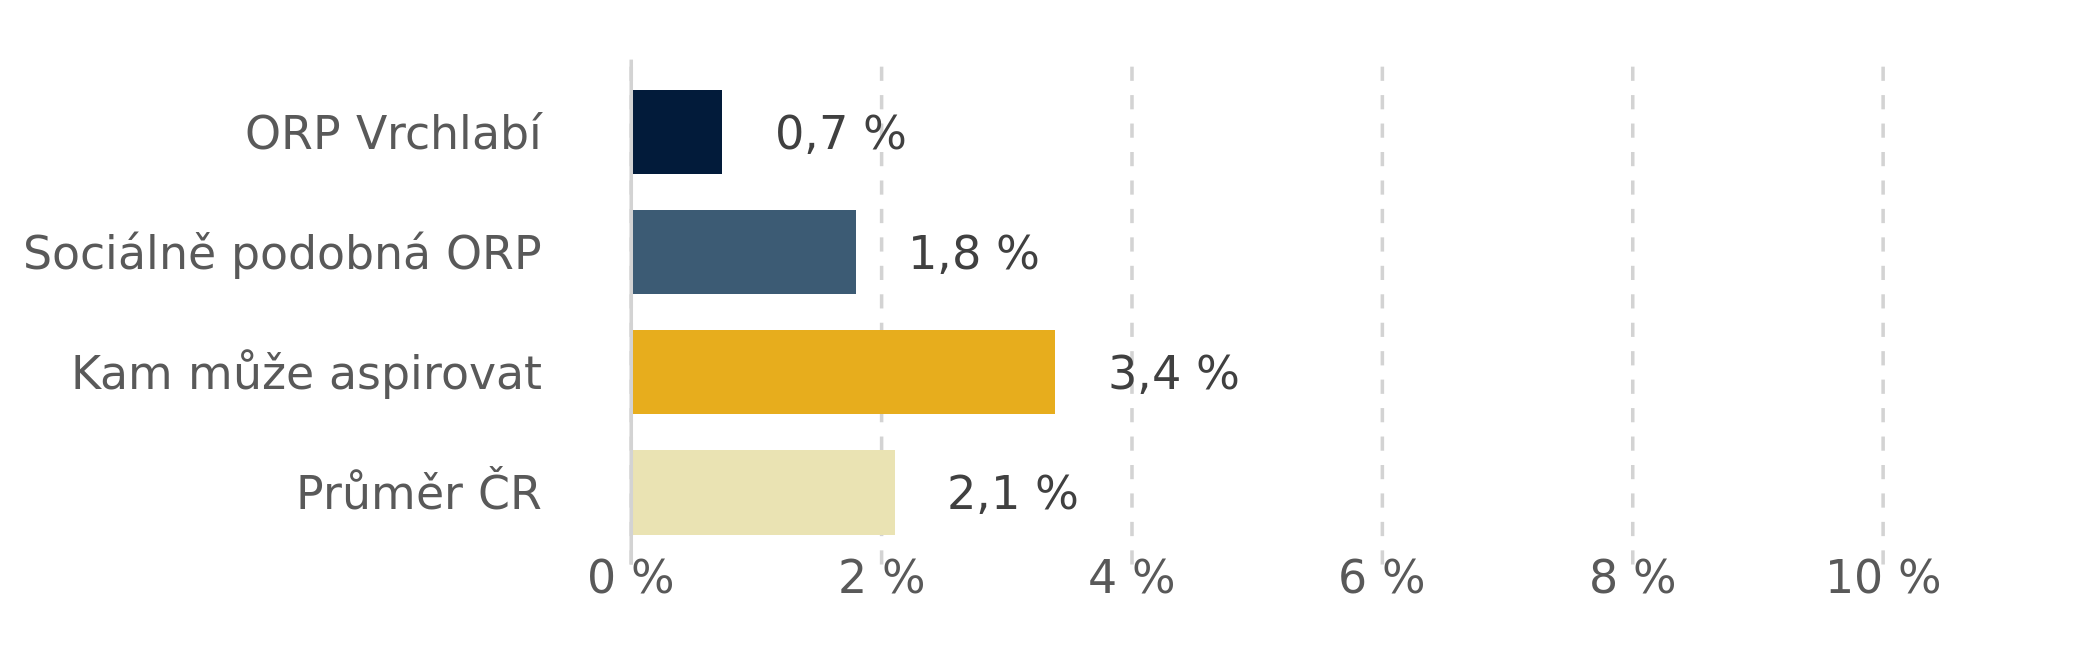 ORP Vrchlabí 0,7 %
Sociálně podobná ORP 1,8 %
Kam může aspirovat 3,4 %
Průměr ČR 2,1 %
0 % 2 % 4 % 6 % 8 % 10 %